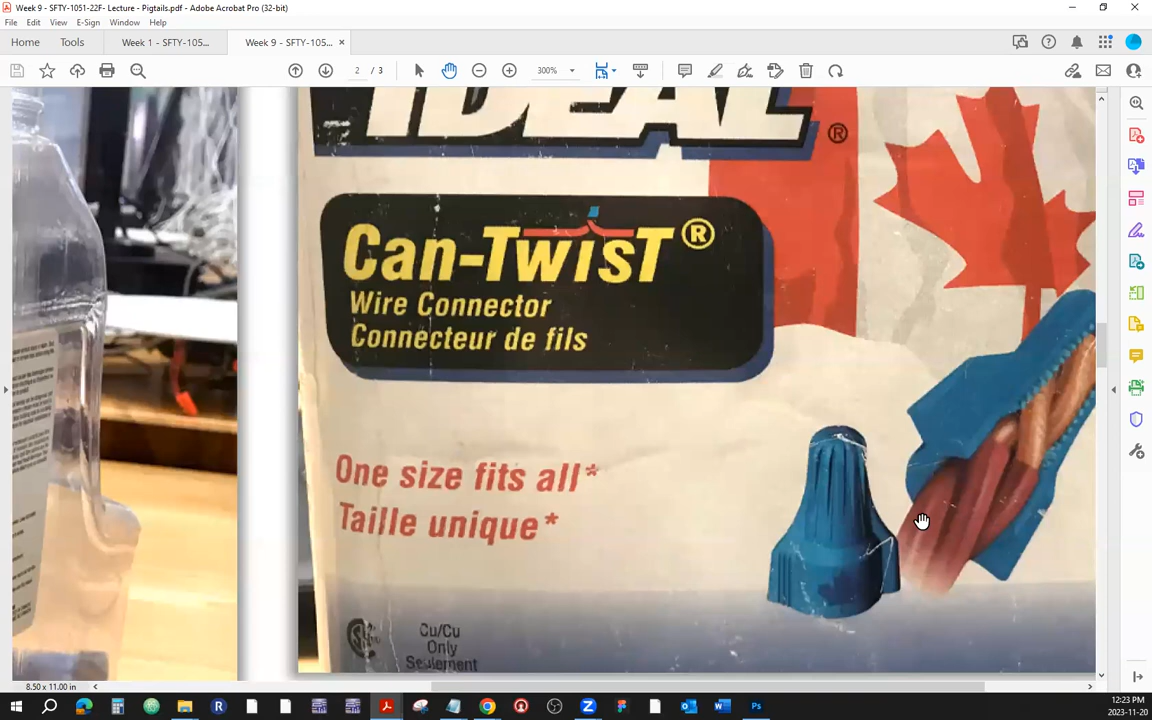 Week 9 - SFTY-1051-22F- Lecture - Pigtails.pdf - Adobe Acrobat Pro (32-bit)
File Edit View E-Sign Window Help
Home Tools Week 1 - SFTY-105... Week 9 - SFTY-105... ×
2 / 3 300%
IDEAL®
Can-TwisT®
Wire Connector
Connecteur de fils
One size fits all*
Taille unique*
Cu/Cu
Only
Seulement
8.50 x 11.00 in
12:23 PM
2023-11-20